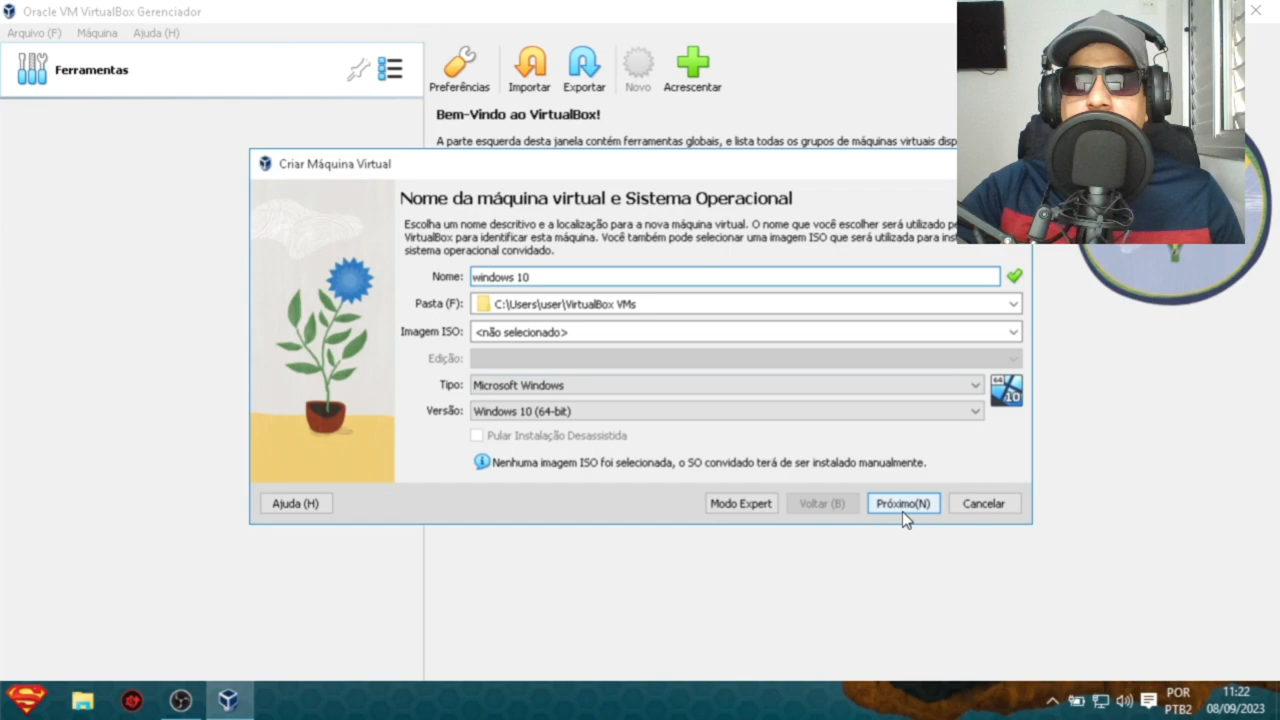 Oracle VM VirtualBox Gerenciador
Arquivo (F) Máquina Ajuda (H)
Ferramentas
Preferências Importar Exportar Novo Acrescentar
Bem-Vindo ao VirtualBox!
A parte esquerda desta janela contém ferramentas globais, e lista todas os grupos de máquinas virtuais disp
Criar Máquina Virtual
Nome da máquina virtual e Sistema Operacional
Escolha um nome descritivo e a localização para a nova máquina virtual. O nome que você escolher será utilizado pe
VirtualBox para identificar esta máquina. Você também pode selecionar uma imagem ISO que será utilizada para ins
sistema operacional convidado.
Nome: windows 10
Pasta (F): C:\Users\user\VirtualBox VMs
Imagem ISO: <não selecionado>
Edição:
Tipo: Microsoft Windows
64
10
Versão: Windows 10 (64-bit)
Pular Instalação Desassistida
Nenhuma imagem ISO foi selecionada, o SO convidado terá de ser instalado manualmente.
Ajuda (H) Modo Expert Voltar (B) Próximo(N) Cancelar
POR 11:22
PTB2 08/09/2023